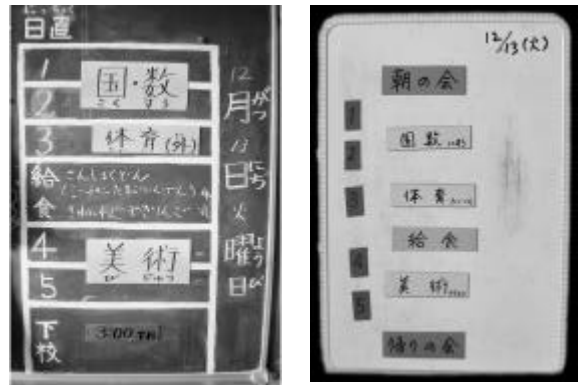 日直
1
国・数
こく すう
2
3
体育(外)
給食
4
美術
びじゅつ
5
下校
3:00
12
月
がつ
13
日
にち
火
曜
よう
日
び
12/13(火)
朝の会
1
国数
2
3
体育
給食
4
美術
5
帰りの会